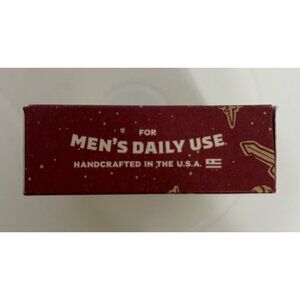 FOR
MEN'S DAILY USE.
HANDCRAFTED IN THE U.S.A.